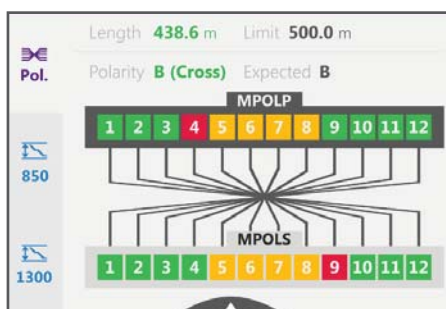 Length 438.6 m Limit 500.0 m
Pol.
Polarity B (Cross) Expected B
MPOLP
1 2 3 4 5 6 7 8 9 10 11 12
850
MPOLS
1 2 3 4 5 6 7 8 9 10 11 12
1300